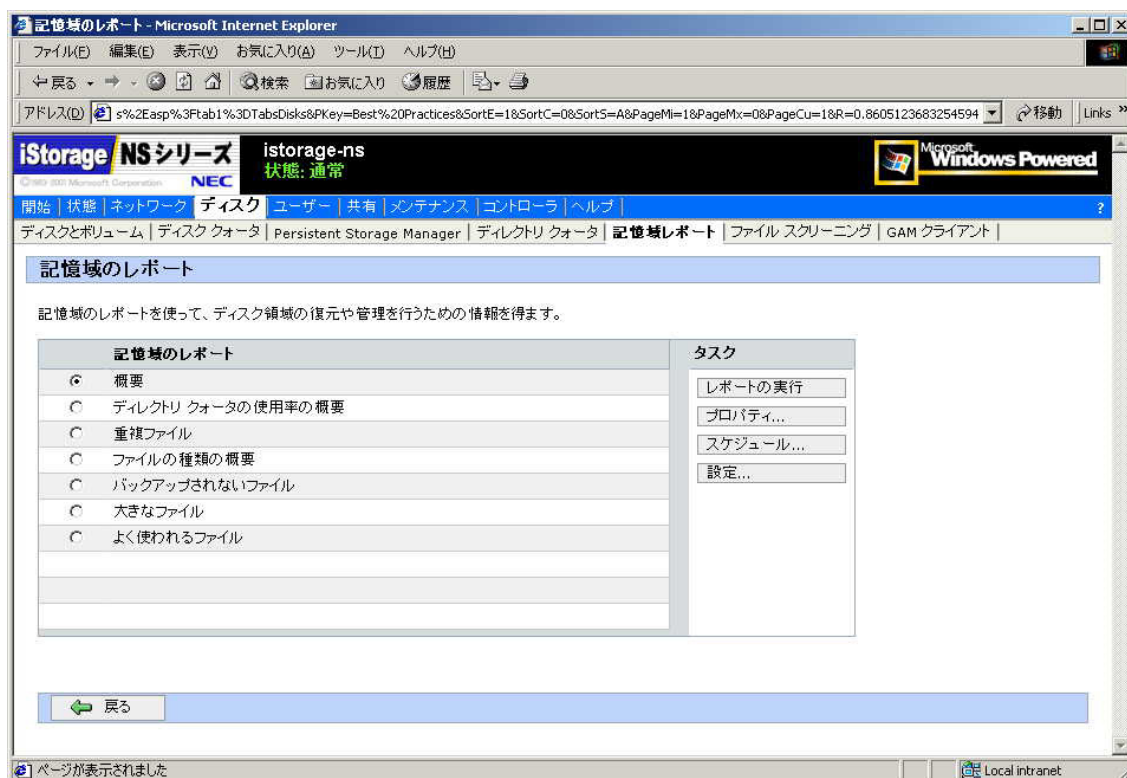 記憶域のレポート - Microsoft Internet Explorer
ファイル(F) 編集(E) 表示(V) お気に入り(A) ツール(T) ヘルプ(H)
戻る 検索 お気に入り 履歴
アドレス(D) s%2Easp%3Ftab1%3DTabsDisks&PKey=Best%20Practices&SortE=1&SortC=0&SortS=A&PageMi=1&PageMx=0&PageCu=1&R=0.8605123683254594 移動 Links »
iStorage NSシリーズ
©1983-2001 Microsoft Corporation NEC
istorage-ns
状態: 通常
Microsoft Windows Powered
開始 | 状態 | ネットワーク | ディスク | ユーザー | 共有 | メンテナンス | コントローラ | ヘルプ | ?
ディスクとボリューム | ディスク クォータ | Persistent Storage Manager | ディレクトリ クォータ | 記憶域レポート | ファイル スクリーニング | GAM クライアント |
記憶域のレポート
記憶域のレポートを使って、ディスク領域の復元や管理を行うための情報を得ます。
記憶域のレポート
概要
ディレクトリ クォータの使用率の概要
重複ファイル
ファイルの種類の概要
バックアップされないファイル
大きなファイル
よく使われるファイル
タスク
レポートの実行
プロパティ...
スケジュール...
設定...
戻る
ページが表示されました Local intranet